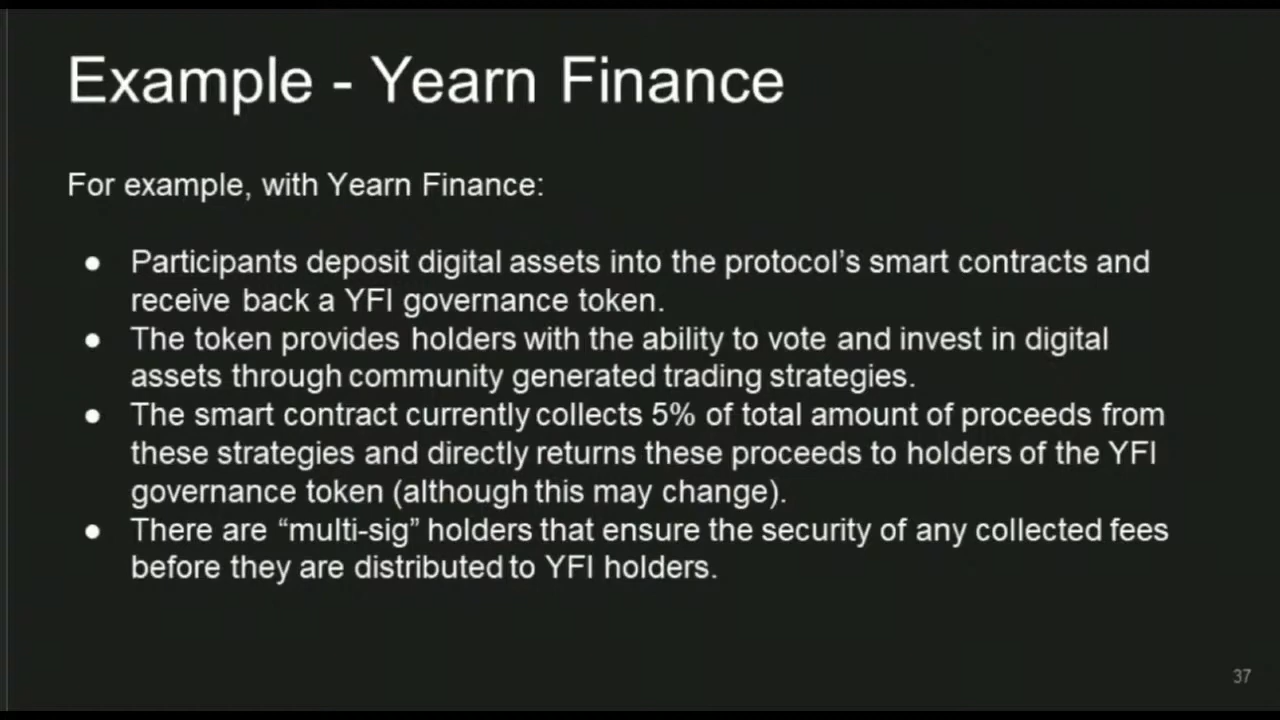 Example - Yearn Finance
For example, with Yearn Finance:
● Participants deposit digital assets into the protocol’s smart contracts and
receive back a YFI governance token.
● The token provides holders with the ability to vote and invest in digital
assets through community generated trading strategies.
● The smart contract currently collects 5% of total amount of proceeds from
these strategies and directly returns these proceeds to holders of the YFI
governance token (although this may change).
● There are “multi-sig” holders that ensure the security of any collected fees
before they are distributed to YFI holders.
37